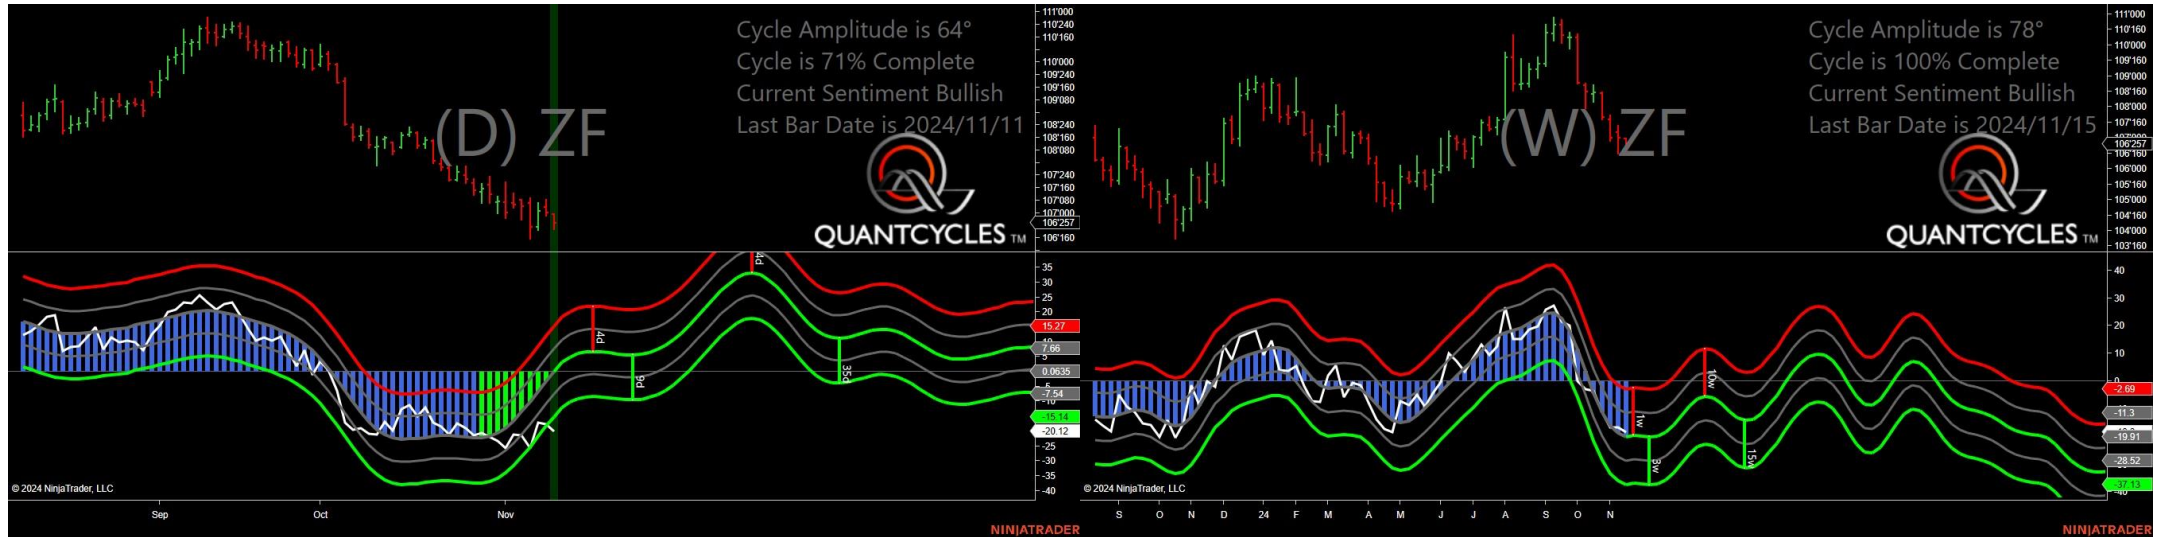 Cycle Amplitude is 64°
Cycle is 71% Complete
Current Sentiment Bullish
Last Bar Date is 2024/11/11
(D) ZF
QUANTCYCLES TM
111'000
110'240
110'160
110'000
109'240
109'160
109'080
108'240
108'160
108'080
107'240
107'160
107'080
107'000
106'257
106'160
35
30
25
20
15.27
7.66
0.0635
-5
-7.54
-10
-15.14
-20.12
-25
-30
-35
-40
4d
9d
4d
35d
© 2024 NinjaTrader, LLC
Sep Oct Nov
NINJATRADER
Cycle Amplitude is 78°
Cycle is 100% Complete
Current Sentiment Bullish
Last Bar Date is 2024/11/15
(W) ZF
QUANTCYCLES TM
111'000
110'160
110'000
109'160
109'000
108'160
108'000
107'160
106'257
106'160
106'000
105'160
105'000
104'160
104'000
103'160
40
30
20
10
0
-2.69
-11.3
-19.91
-28.52
-37.13
-40
1w
8w
10w
15w
© 2024 NinjaTrader, LLC
S O N D 24 F M A M J J A S O N
NINJATRADER